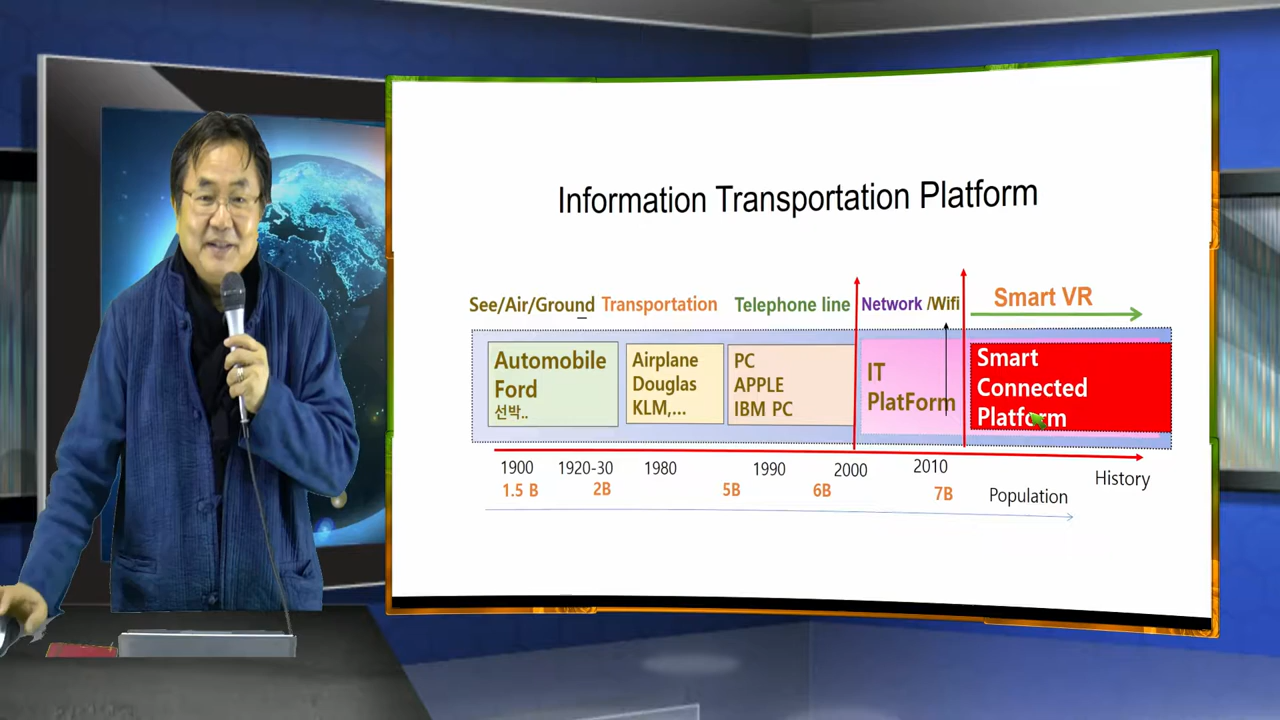 Information Transportation Platform
See/Air/Ground Transportation Telephone line Network /Wifi Smart VR
Automobile
Ford
선박..
Airplane
Douglas
KLM,...
PC
APPLE
IBM PC
IT
PlatForm
Smart
Connected
Platform
1900 1920-30 1980 1990 2000 2010 History
1.5 B 2B 5B 6B 7B Population